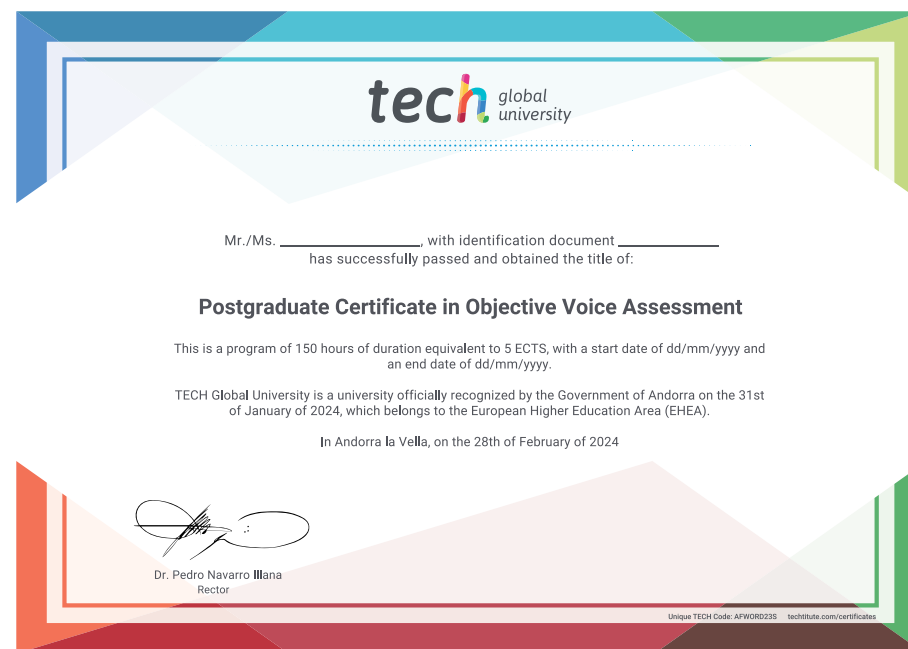 tech global
university
Mr./Ms. ____________, with identification document ____________
has successfully passed and obtained the title of:
Postgraduate Certificate in Objective Voice Assessment
This is a program of 150 hours of duration equivalent to 5 ECTS, with a start date of dd/mm/yyyy and
an end date of dd/mm/yyyy.
TECH Global University is a university officially recognized by the Government of Andorra on the 31st
of January of 2024, which belongs to the European Higher Education Area (EHEA).
In Andorra la Vella, on the 28th of February of 2024
Dr. Pedro Navarro Illana
Rector
Unique TECH Code: AFWORD23S techtitute.com/certificates